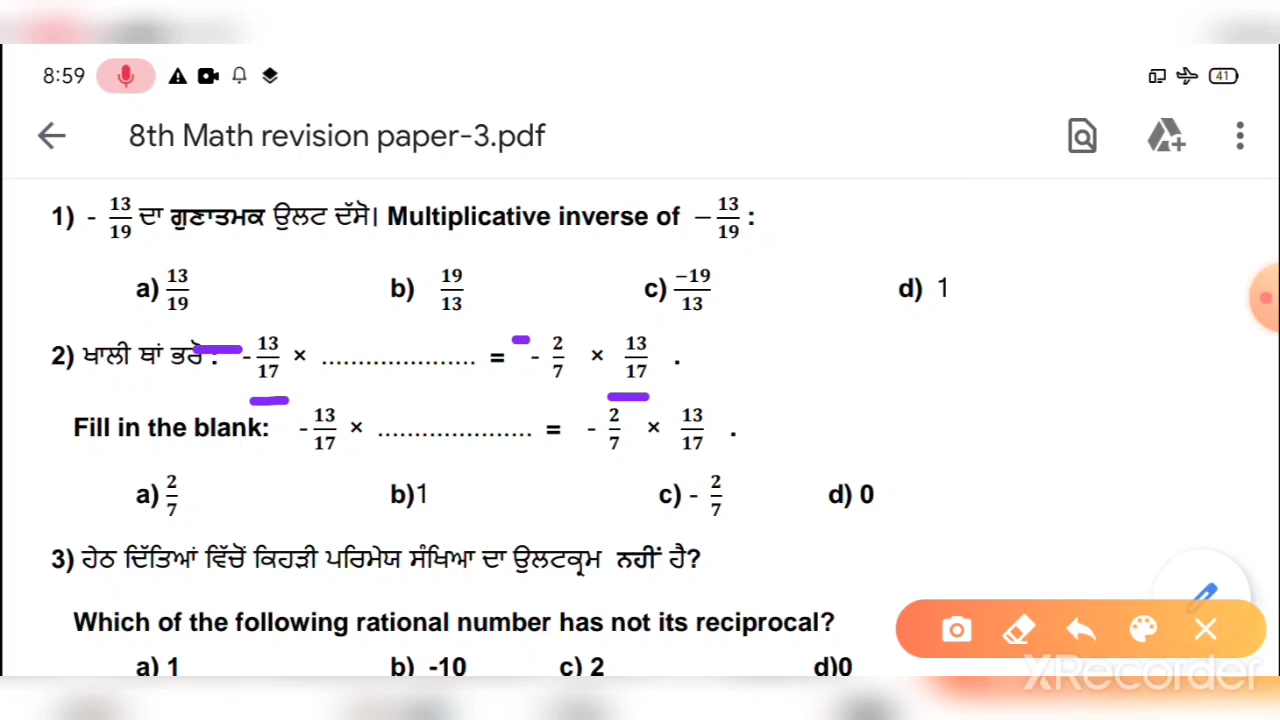 8:59 41
8th Math revision paper-3.pdf
1) - 13/19 ਦਾ ਗੁਣਾਤਮਕ ਉਲਟ ਦੱਸੋ। Multiplicative inverse of −13/19 :
a) 13/19 b) 19/13 c) −19/13 d) 1
2) ਖਾਲੀ ਥਾਂ ਭਰੋ : - 13/17 × ..................... = - 2/7 × 13/17 .
Fill in the blank: - 13/17 × ..................... = - 2/7 × 13/17 .
a) 2/7 b)1 c) - 2/7 d) 0
3) ਹੇਠ ਦਿੱਤਿਆਂ ਵਿੱਚੋਂ ਕਿਹੜੀ ਪਰਿਮੇਯ ਸੰਖਿਆ ਦਾ ਉਲਟਕ੍ਰਮ ਨਹੀਂ ਹੈ?
Which of the following rational number has not its reciprocal?
a) 1 b) -10 c) 2 d)0
XRecorder